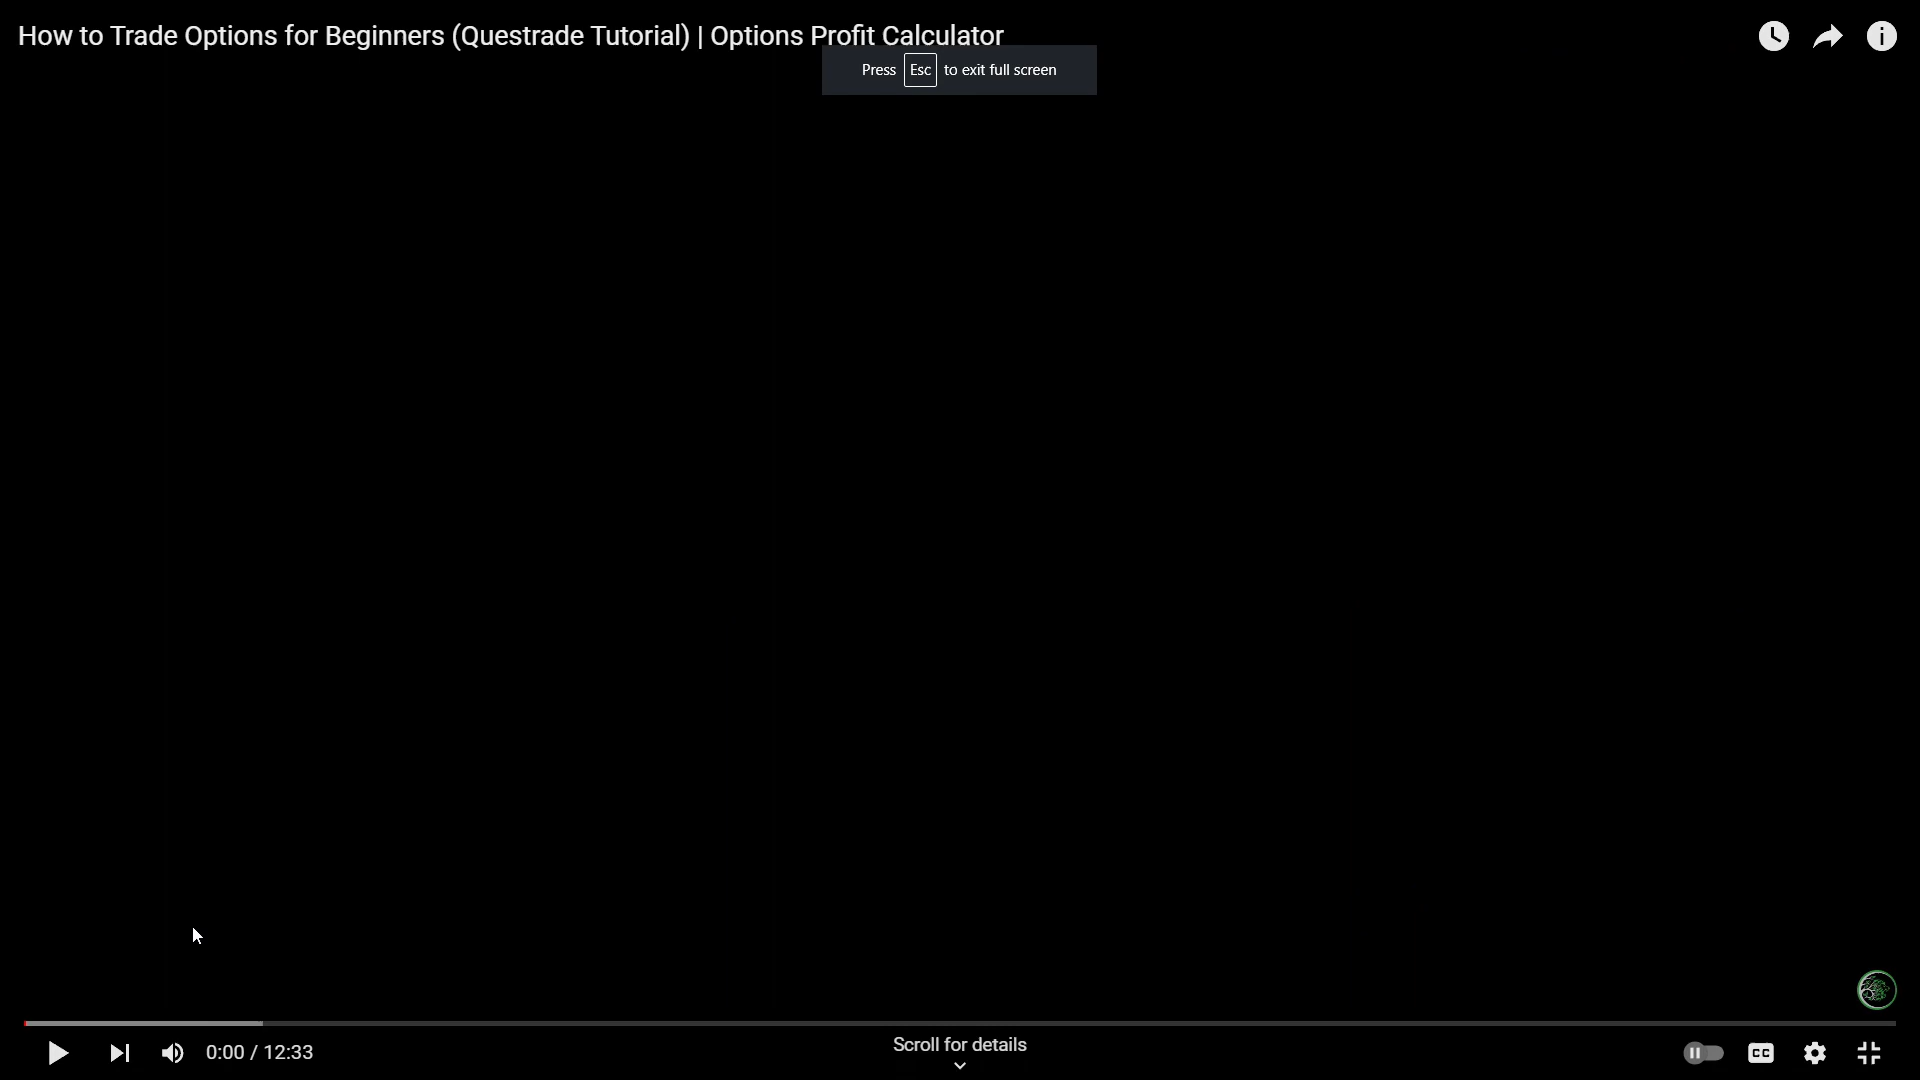 How to Trade Options for Beginners (Questrade Tutorial) | Options Profit Calculator
Press Esc to exit full screen
Scroll for details
0:00 / 12:33
CC